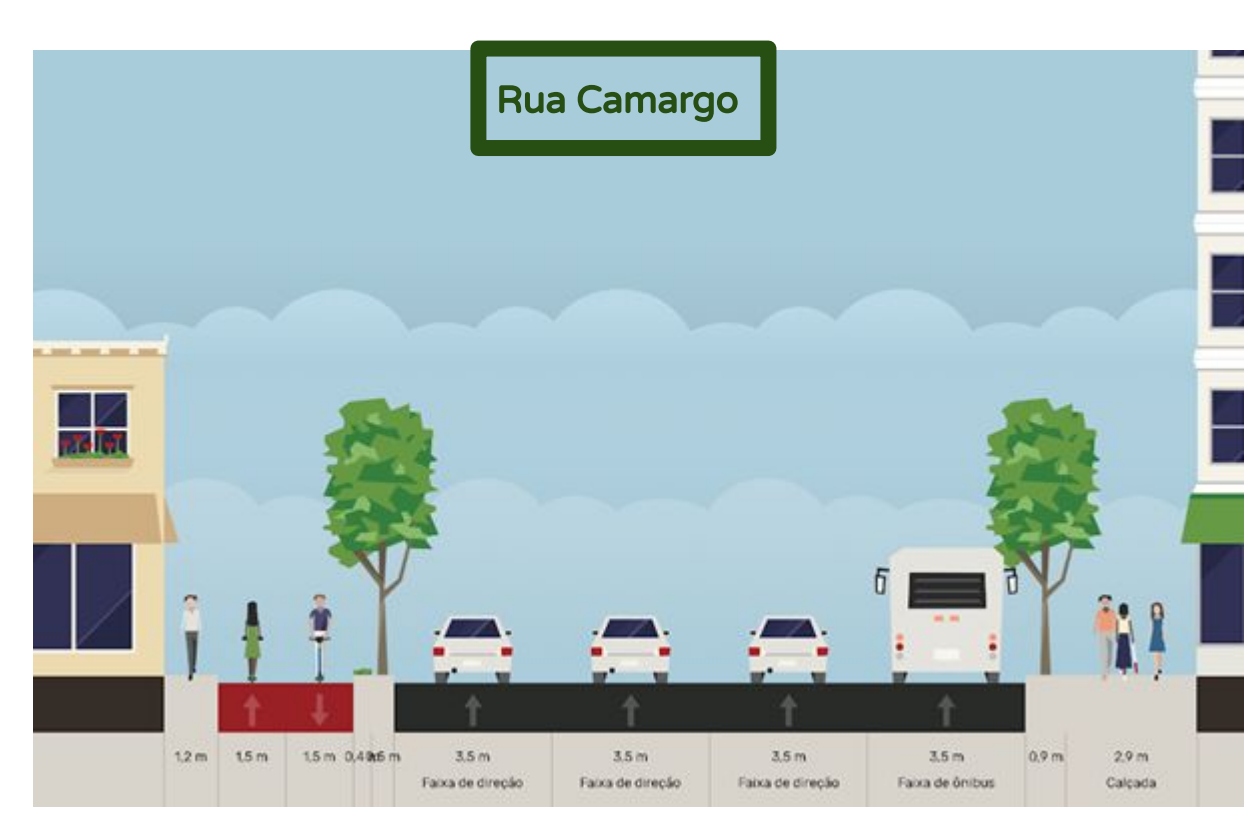 Rua Camargo
1,2 m 1,5 m 1,5 m 3,5 m 3,5 m 3,5 m 3,5 m 0,9 m 2,9 m
Faixa de direção Faixa de direção Faixa de direção Faixa de ônibus Calçada